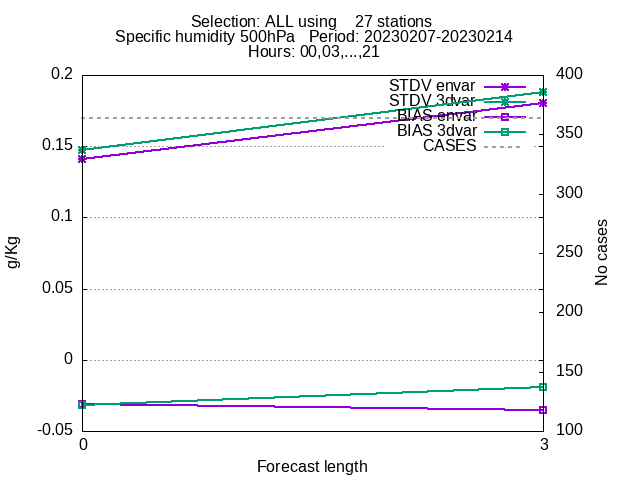 Selection: ALL using 27 stations
Specific humidity 500hPa Period: 20230207-20230214
Hours: 00,03,...,21
0.2
0.15
0.1
0.05
0
-0.05
g/Kg
STDV envar
STDV 3dvar
BIAS envar
BIAS 3dvar
CASES
400
350
300
250
200
150
100
No cases
0
3
Forecast length